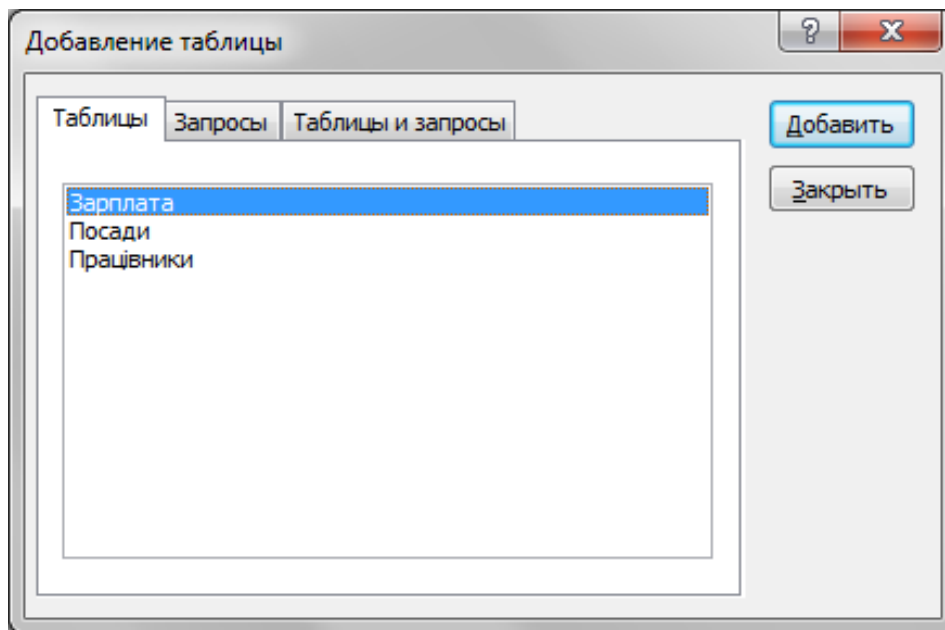 Добавление таблицы
Таблицы Запросы Таблицы и запросы
Добавить
Закрыть
Зарплата
Посади
Працівники